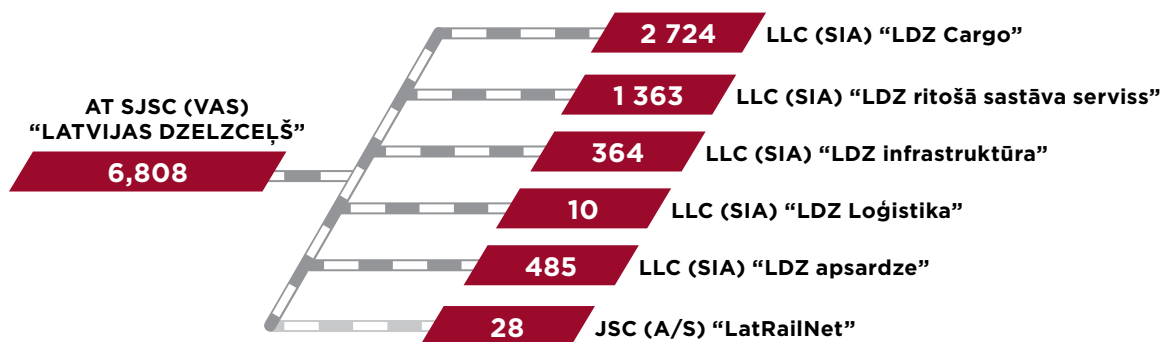 AT SJSC (VAS)
“LATVIJAS DZELZCEĻŠ”
6,808
2 724 LLC (SIA) “LDZ Cargo”
1 363 LLC (SIA) “LDZ ritošā sastāva serviss”
364 LLC (SIA) “LDZ infrastruktūra”
10 LLC (SIA) “LDZ Loģistika”
485 LLC (SIA) “LDZ apsardze”
28 JSC (A/S) “LatRailNet”